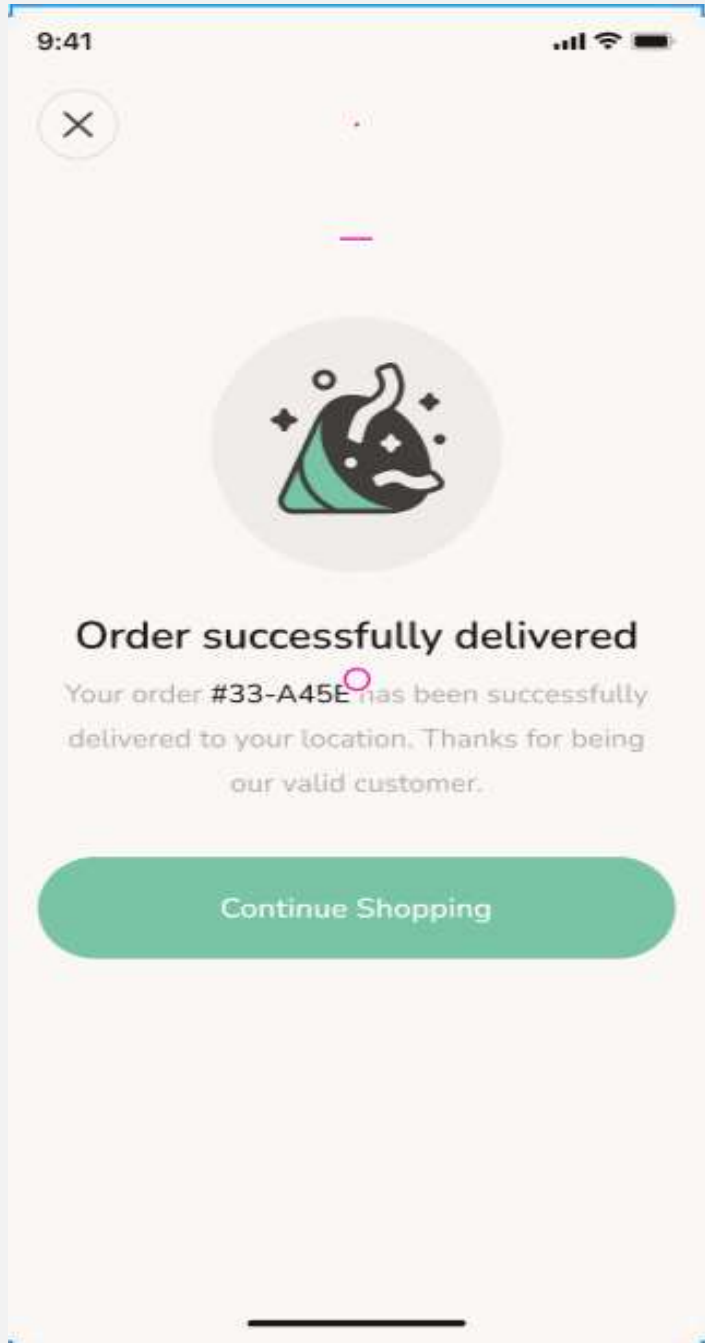 9:41
Order successfully delivered
Your order #33-A45E has been successfully
delivered to your location. Thanks for being
our valid customer.
Continue Shopping